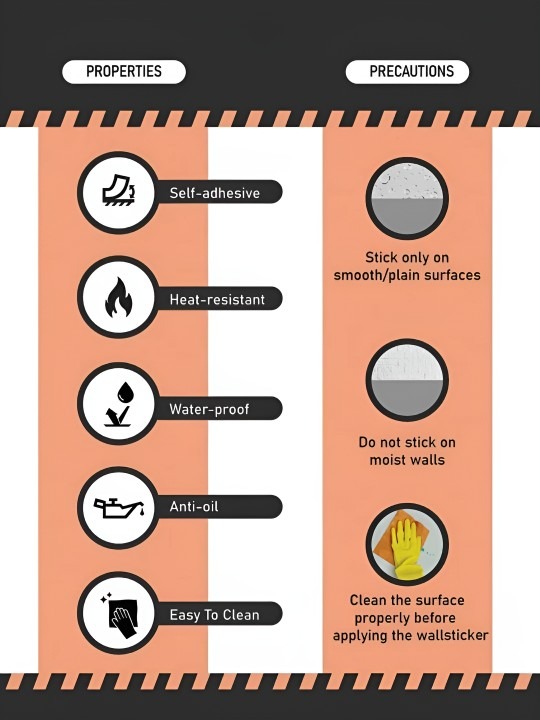 PROPERTIES
PRECAUTIONS
Self-adhesive
Heat-resistant
Water-proof
Anti-oil
Easy To Clean
Stick only on
smooth/plain surfaces
Do not stick on
moist walls
Clean the surface
properly before
applying the wallsticker